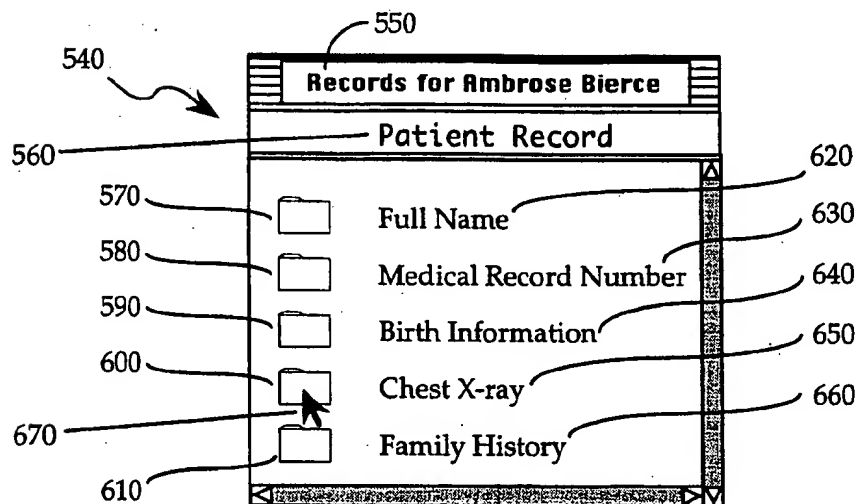 550
540
Records for Ambrose Bierce
560
Patient Record
620
570
Full Name
630
580
Medical Record Number
640
590
Birth Information
650
600
Chest X-ray
660
670
Family History
610